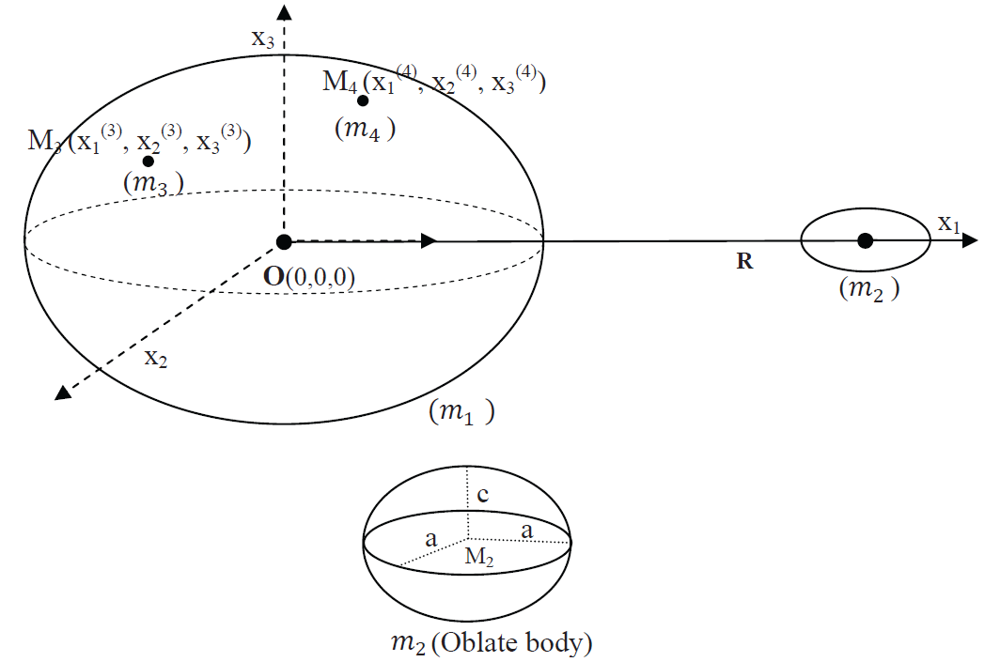 x₃
M₄ (x₁⁽⁴⁾, x₂⁽⁴⁾, x₃⁽⁴⁾)
(m₄ )
M₃ (x₁⁽³⁾, x₂⁽³⁾, x₃⁽³⁾)
(m₃ )
x₁
R
O(0,0,0)
(m₂ )
x₂
(m₁ )
c
a
a
M₂
m₂ (Oblate body)